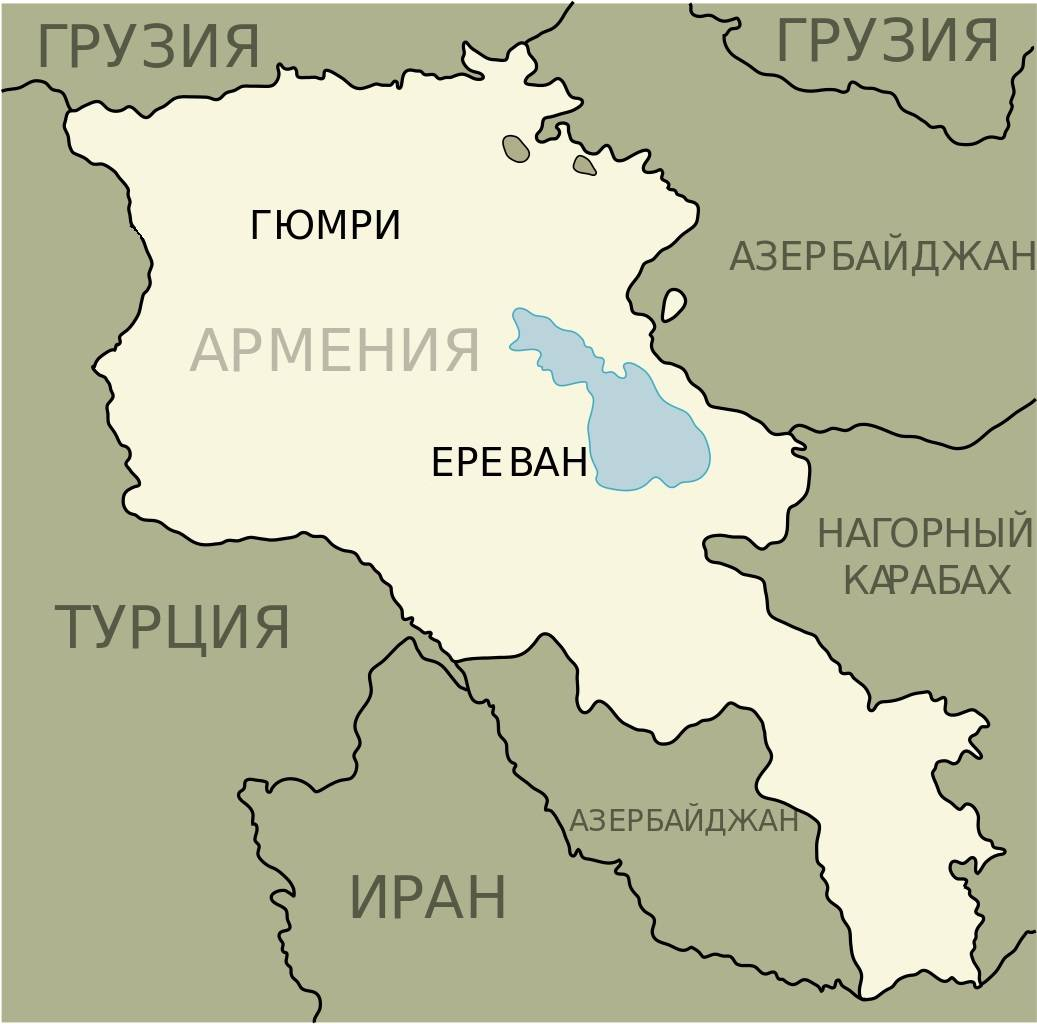 ГРУЗИЯ
ГРУЗИЯ
ГЮМРИ
АЗЕРБАЙДЖАН
АРМЕНИЯ
ЕРЕВАН
НАГОРНЫЙ
КАРАБАХ
ТУРЦИЯ
АЗЕРБАЙДЖАН
ИРАН